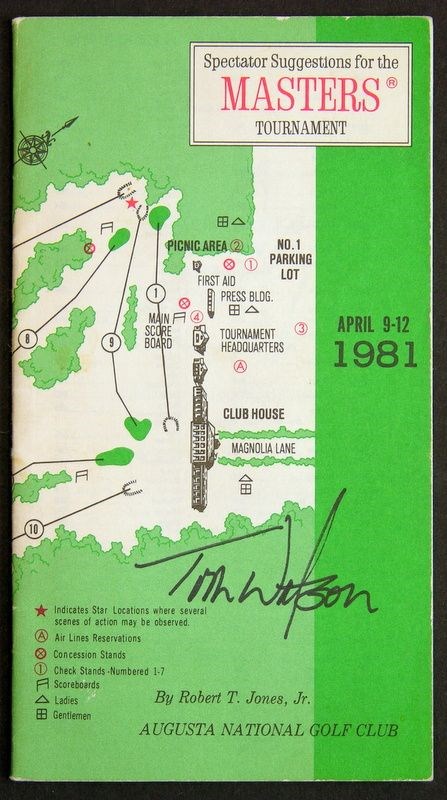 Spectator Suggestions for the
MASTERS®
TOURNAMENT
PICNIC AREA 2
NO. 1
PARKING
LOT
1
FIRST AID
PRESS BLDG.
1
MAIN
SCORE
BOARD
4
TOURNAMENT
HEADQUARTERS
3
APRIL 9-12
1981
8
9
A
CLUB HOUSE
MAGNOLIA LANE
10
Tom Watson
Indicates Star Locations where several
scenes of action may be observed.
A Air Lines Reservations
Concession Stands
1 Check Stands-Numbered 1-7
Scoreboards
Ladies
Gentlemen
By Robert T. Jones, Jr.
AUGUSTA NATIONAL GOLF CLUB